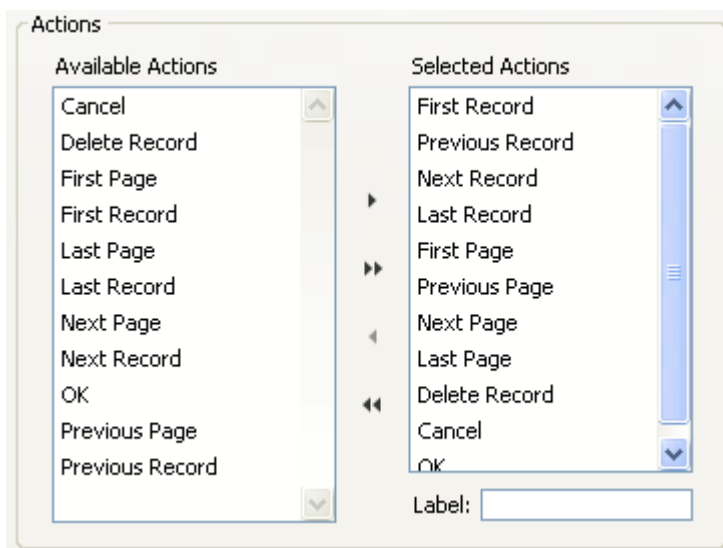 Actions
Available Actions
Cancel
Delete Record
First Page
First Record
Last Page
Last Record
Next Page
Next Record
OK
Previous Page
Previous Record
Selected Actions
First Record
Previous Record
Next Record
Last Record
First Page
Previous Page
Next Page
Last Page
Delete Record
Cancel
OK
Label: